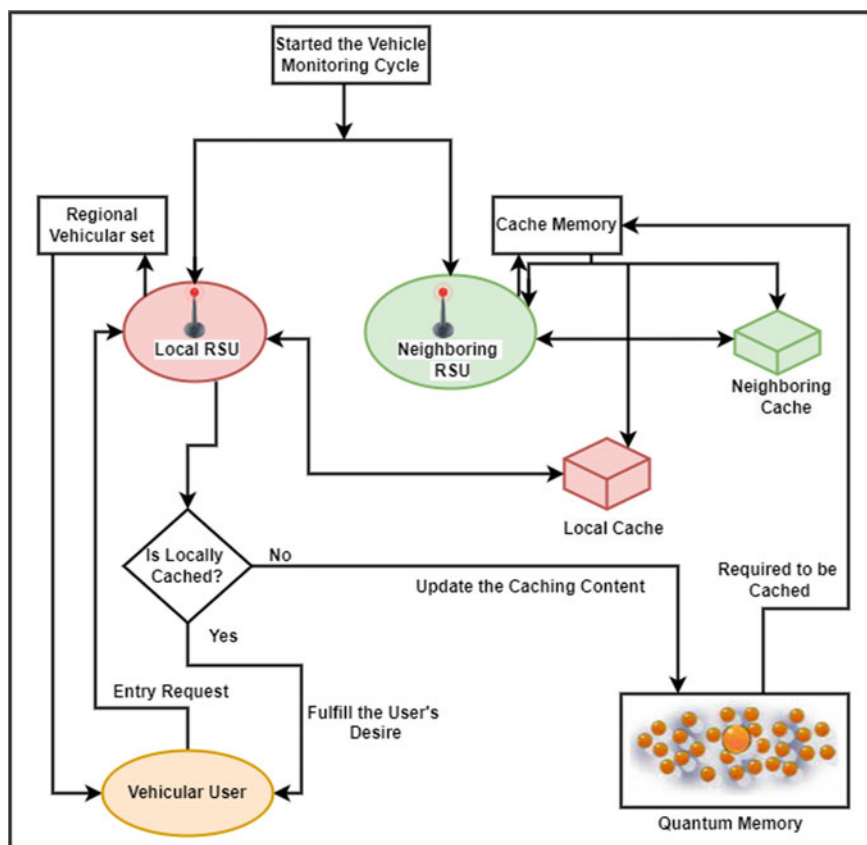 Started the Vehicle
Monitoring Cycle
Regional
Vehicular set
Cache Memory
Local RSU
Neighboring
RSU
Neighboring
Cache
Local Cache
Is Locally
Cached?
No
Update the Caching Content
Required to be
Cached
Yes
Entry Request
Fulfill the User's
Desire
Vehicular User
Quantum Memory